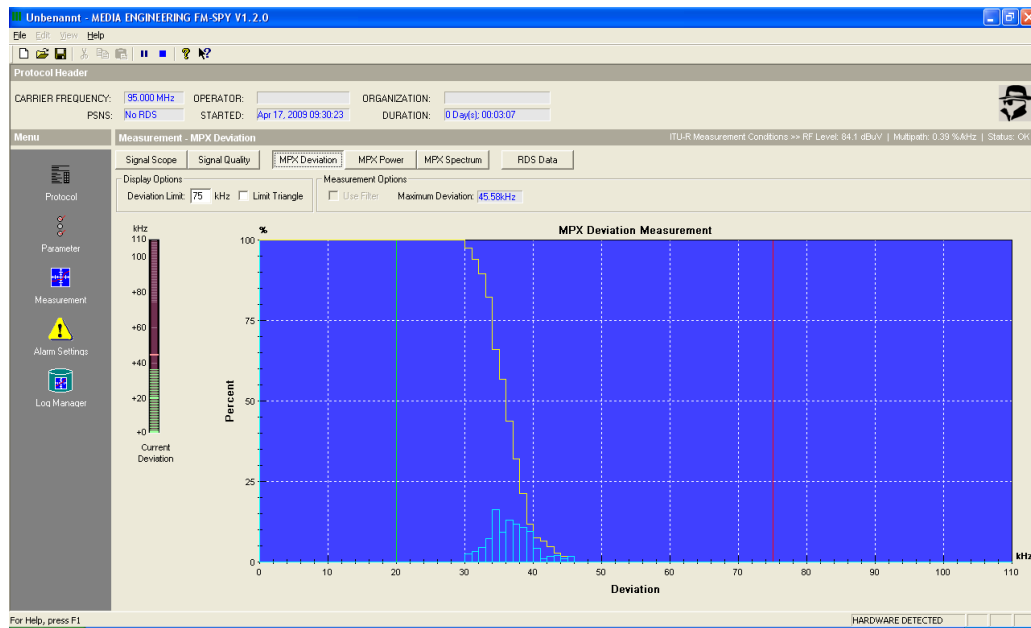 Unbenannt - MEDIA ENGINEERING FM-SPY V1.2.0
File Edit View Help
Protocol Header
CARRIER FREQUENCY: 95.000 MHz OPERATOR: ORGANIZATION:
PSNS: No RDS STARTED: Apr 17, 2009 09:30:23 DURATION: 0 Day(s); 00:03:07
Menu
Measurement - MPX Deviation ITU-R Measurement Conditions >> RF Level: 84.1 dBuV | Multipath: 0.39 %/kHz | Status: OK
Signal Scope Signal Quality MPX Deviation MPX Power MPX Spectrum RDS Data
Display Options Measurement Options
Deviation Limit: 75 kHz Limit Triangle Use Filter Maximum Deviation: 45.58kHz
Protocol
Parameter
Measurement
Alarm Settings
Log Manager
kHz
110
100
+80
+60
+40
+20
+0
Current
Deviation
% MPX Deviation Measurement
100
75
50
25
0
Percent
0 10 20 30 40 50 60 70 80 90 100 110
kHz
Deviation
For Help, press F1 HARDWARE DETECTED